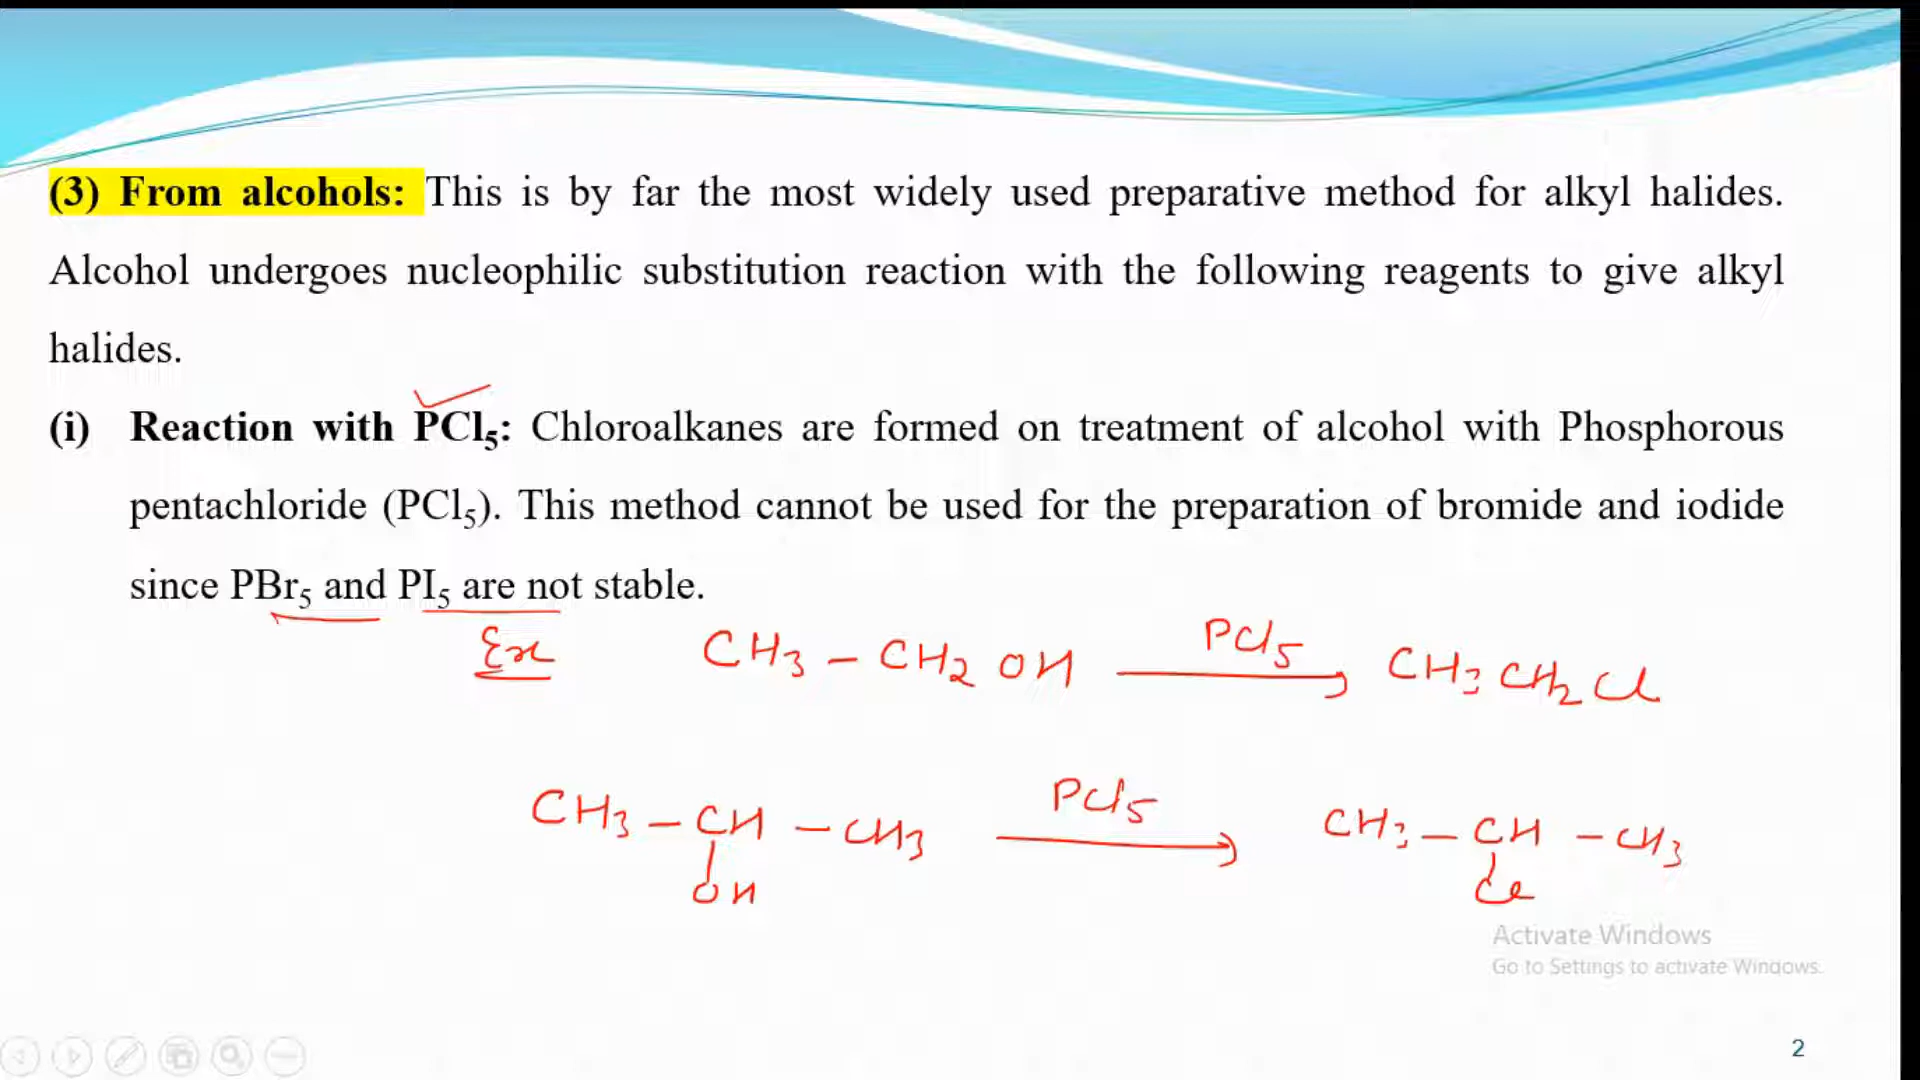 (3) From alcohols: This is by far the most widely used preparative method for alkyl halides.
Alcohol undergoes nucleophilic substitution reaction with the following reagents to give alkyl
halides.
(i) Reaction with PCl₅: Chloroalkanes are formed on treatment of alcohol with Phosphorous
pentachloride (PCl₅). This method cannot be used for the preparation of bromide and iodide
since PBr₅ and PI₅ are not stable.
Ex CH₃ – CH₂ OH PCl₅ → CH₃ CH₂ Cl
CH₃ – CH – CH₃ PCl₅ → CH₃ – CH – CH₃
OH Cl
Activate Windows
Go to Settings to activate Windows.
2